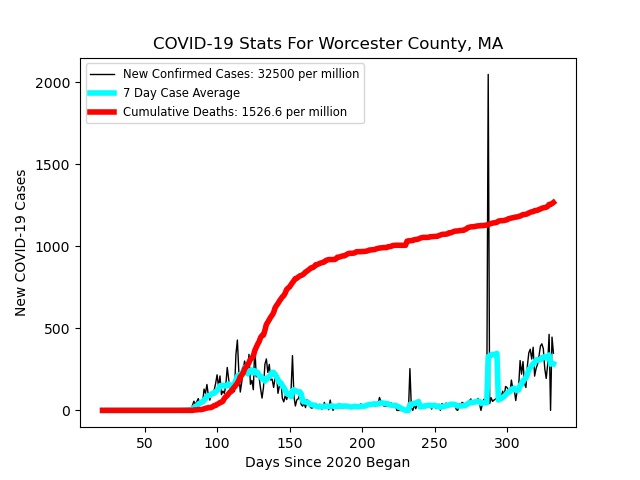 COVID-19 Stats For Worcester County, MA
New Confirmed Cases: 32500 per million
7 Day Case Average
Cumulative Deaths: 1526.6 per million
New COVID-19 Cases
2000
1500
1000
500
0
50 100 150 200 250 300
Days Since 2020 Began